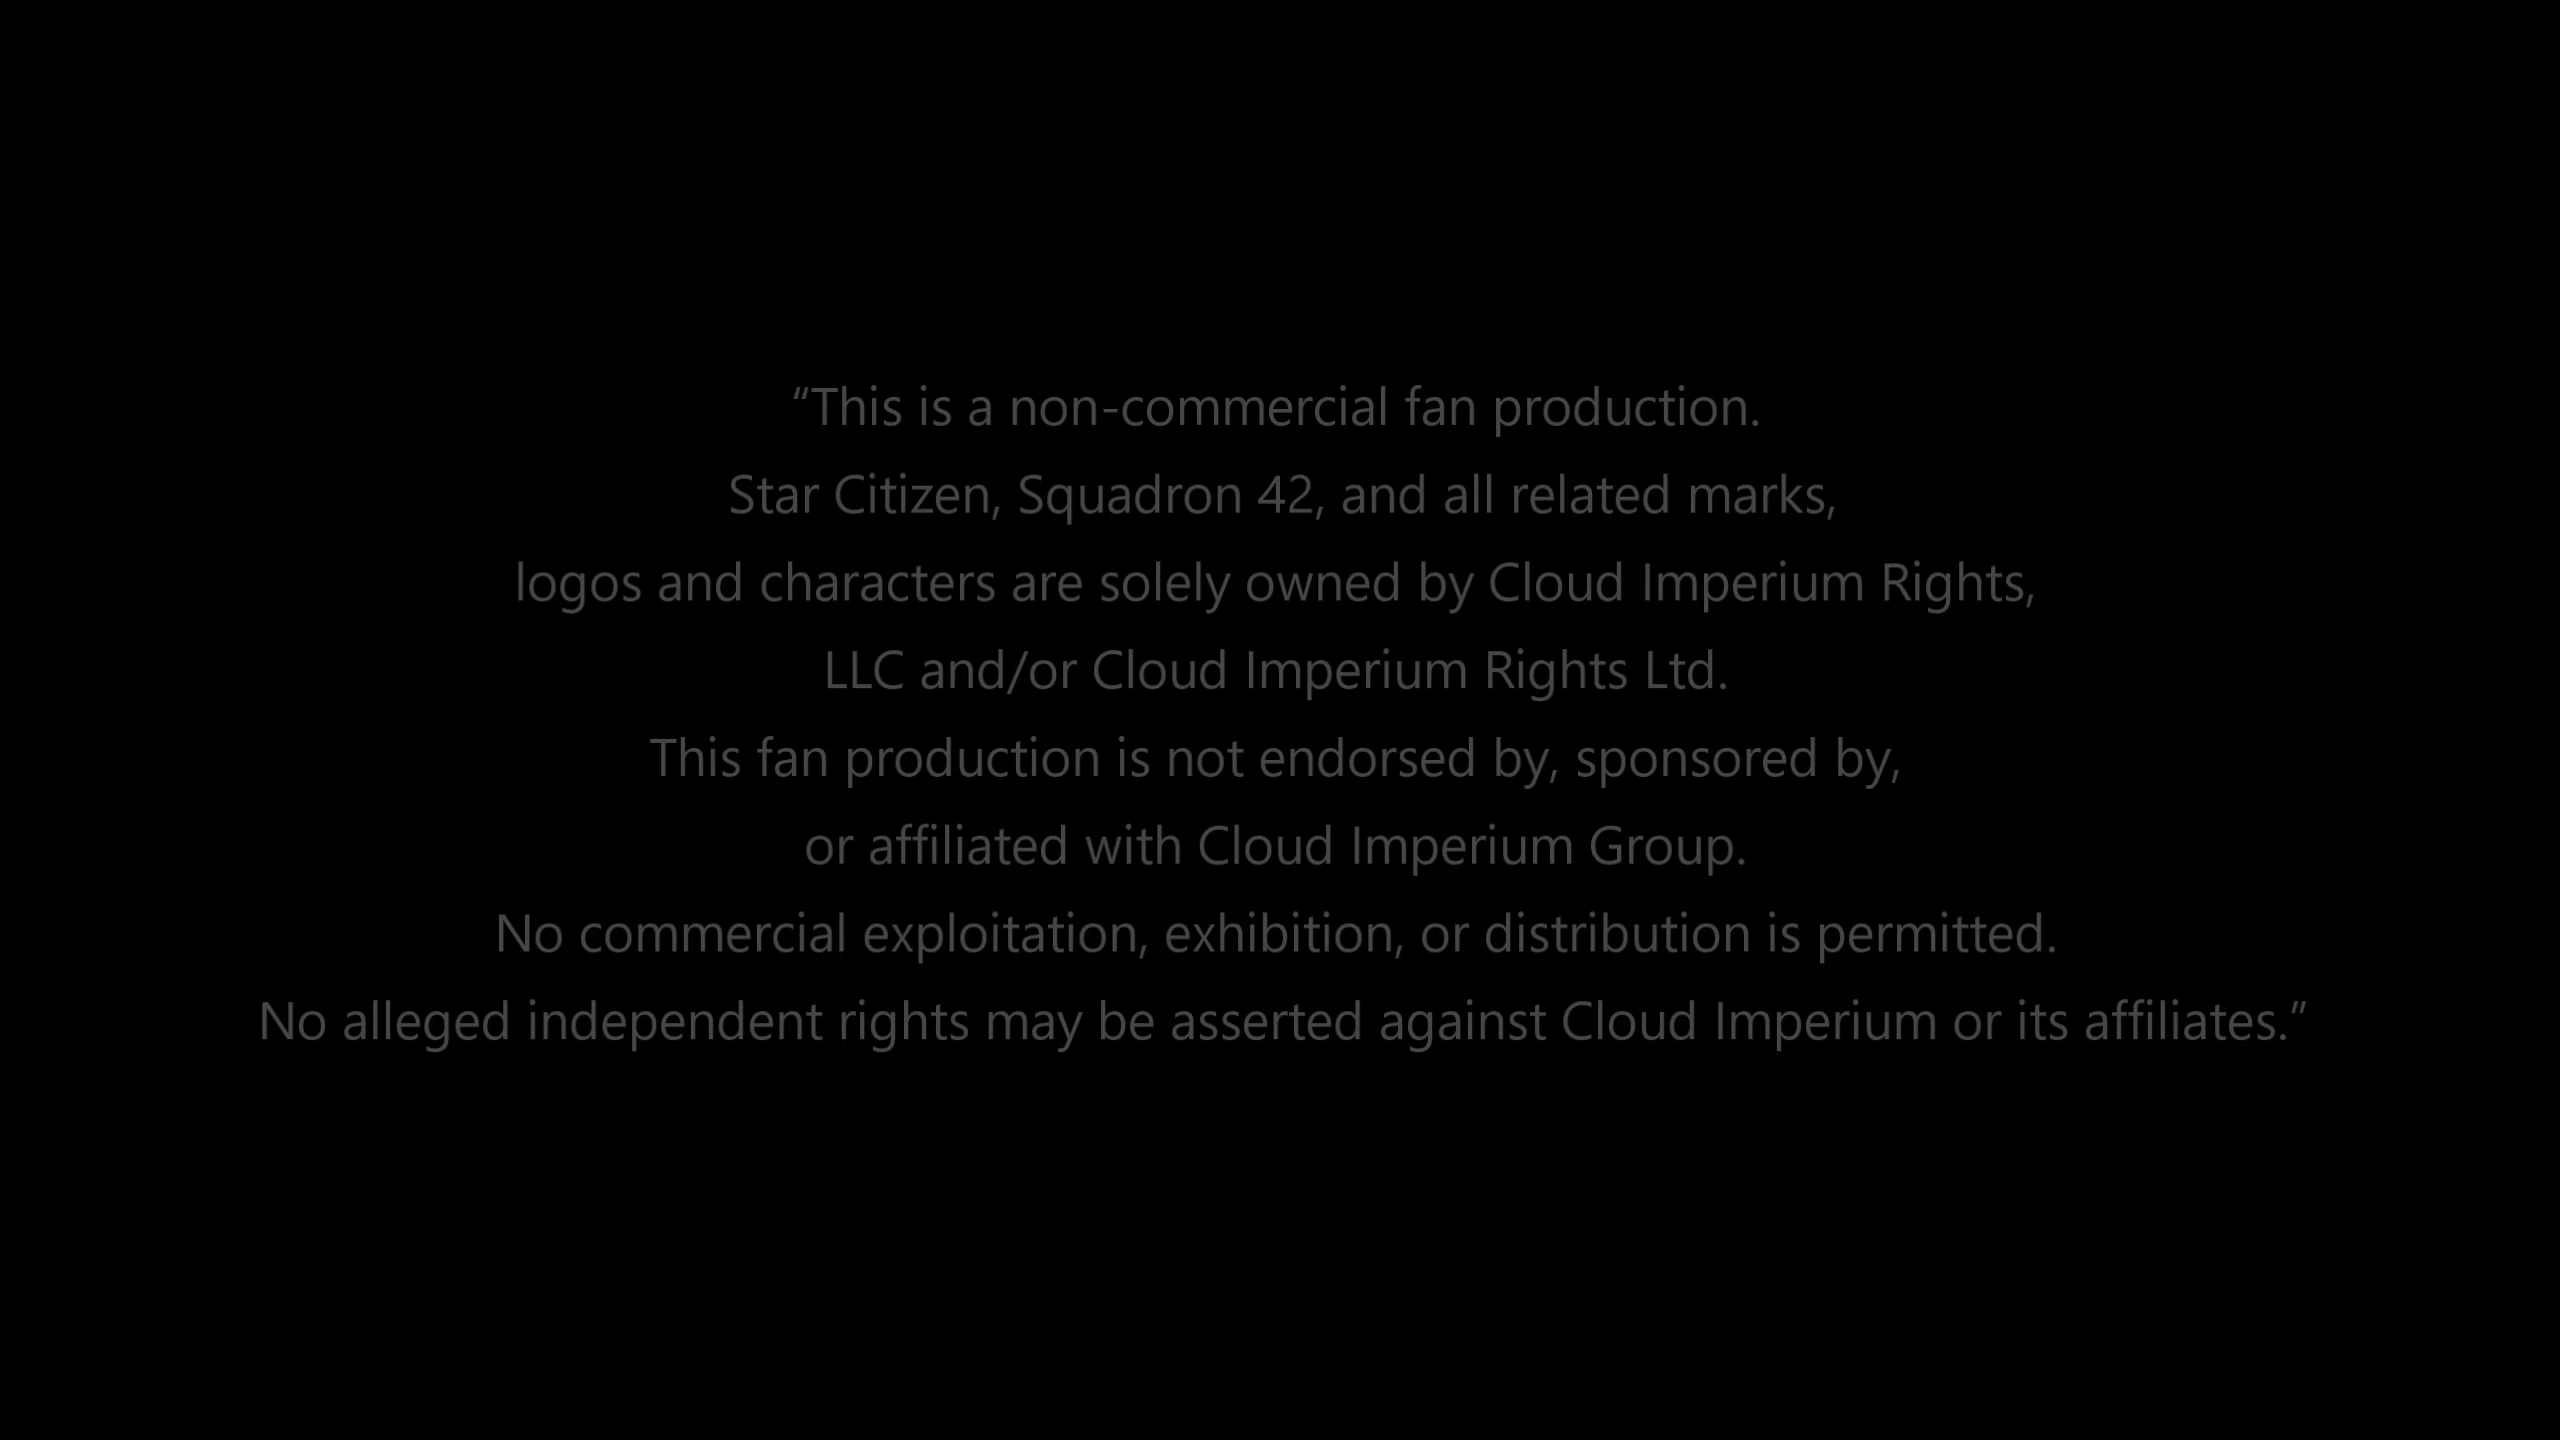 “This is a non-commercial fan production.
Star Citizen, Squadron 42, and all related marks,
logos and characters are solely owned by Cloud Imperium Rights,
LLC and/or Cloud Imperium Rights Ltd.
This fan production is not endorsed by, sponsored by,
or affiliated with Cloud Imperium Group.
No commercial exploitation, exhibition, or distribution is permitted.
No alleged independent rights may be asserted against Cloud Imperium or its affiliates.”